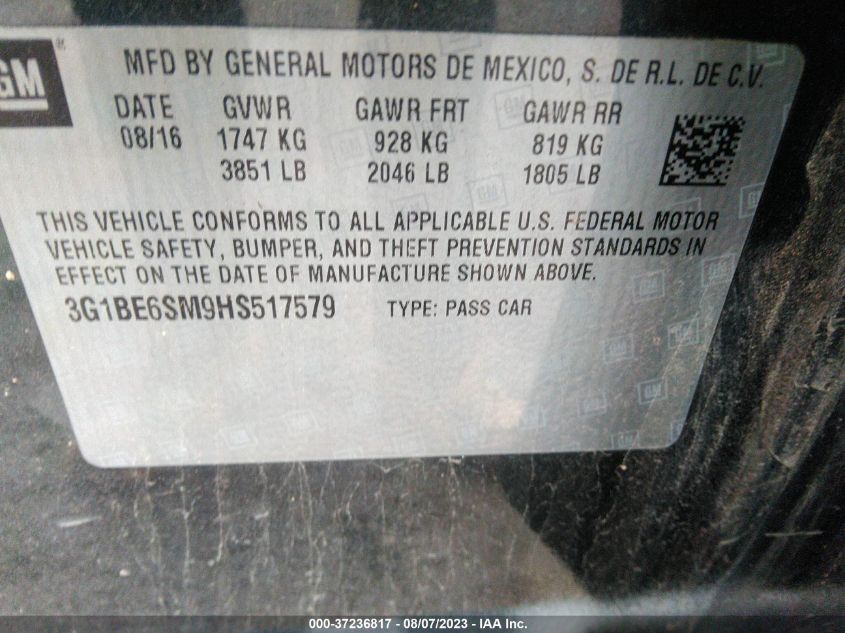 GM
MFD BY GENERAL MOTORS DE MEXICO, S. DE R.L. DE C.V.
DATE GVWR GAWR FRT GAWR RR
08/16 1747 KG 928 KG 819 KG
3851 LB 2046 LB 1805 LB
THIS VEHICLE CONFORMS TO ALL APPLICABLE U.S. FEDERAL MOTOR
VEHICLE SAFETY, BUMPER, AND THEFT PREVENTION STANDARDS IN
EFFECT ON THE DATE OF MANUFACTURE SHOWN ABOVE.
3G1BE6SM9HS517579 TYPE: PASS CAR
000-37236817 - 08/07/2023 - IAA Inc.